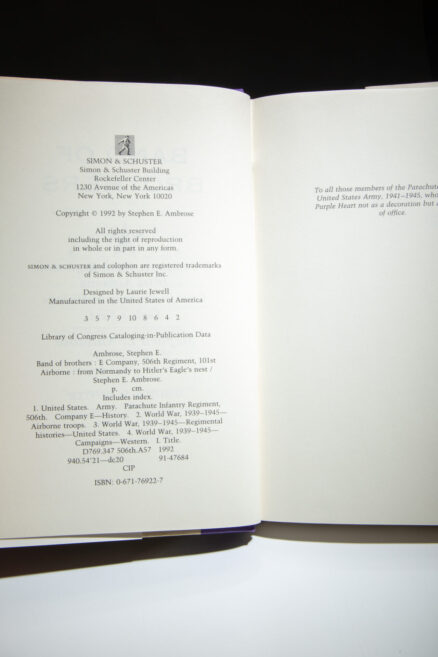 SIMON & SCHUSTER
Simon & Schuster Building
Rockefeller Center
1230 Avenue of the Americas
New York, New York 10020
Copyright © 1992 by Stephen E. Ambrose
All rights reserved
including the right of reproduction
in whole or in part in any form.
SIMON & SCHUSTER and colophon are registered trademarks
of Simon & Schuster Inc.
Designed by Laurie Jewell
Manufactured in the United States of America
3 5 7 9 10 8 6 4 2
Library of Congress Cataloging-in-Publication Data
Ambrose, Stephen E.
Band of brothers : E Company, 506th Regiment, 101st
Airborne : from Normandy to Hitler's Eagle's nest /
Stephen E. Ambrose.
p. cm.
Includes index.
1. United States. Army. Parachute Infantry Regiment,
506th. Company E—History. 2. World War, 1939–1945—
Airborne troops. 3. World War, 1939–1945—Regimental
histories—United States. 4. World War, 1939–1945—
Campaigns—Western. I. Title.
D769.347 506th.A57 1992
940.54'21—dc20 91-47684
CIP
ISBN: 0-671-76922-7
To all those members of the Parachute
United States Army, 1941–1945, who
Purple Heart not as a decoration but a
of office.